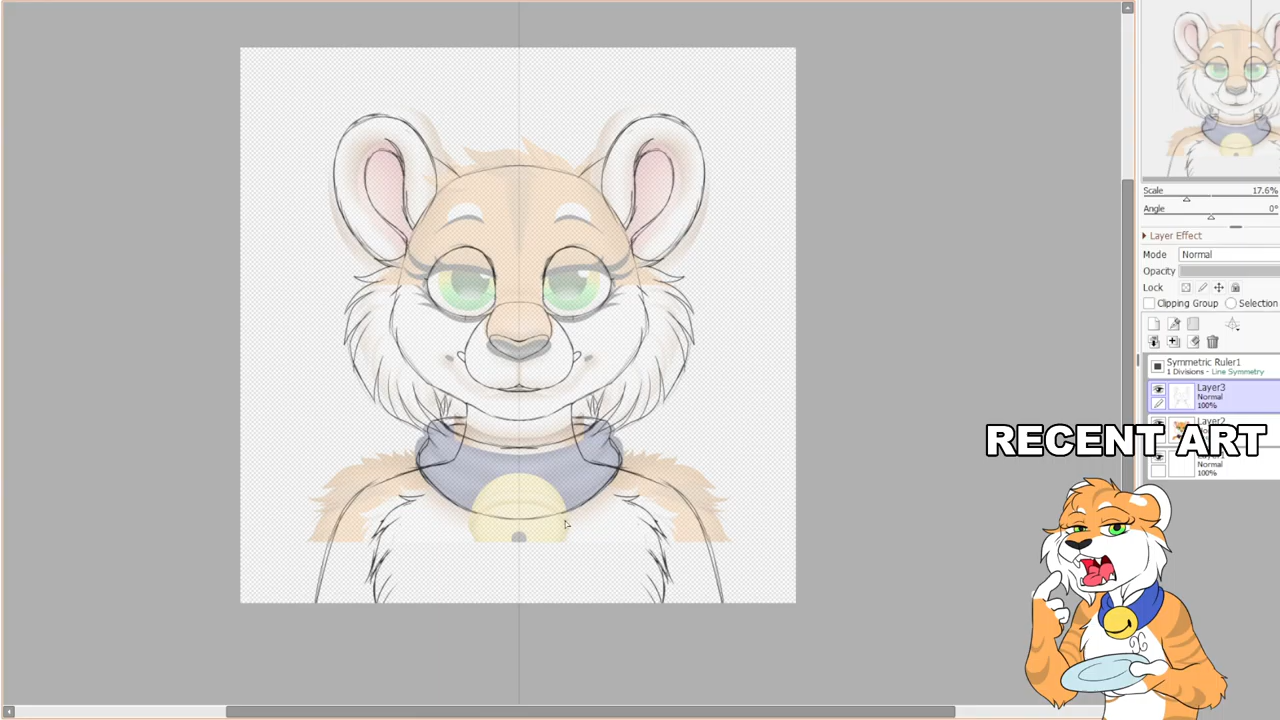 Scale 17.6%
Angle 0°
Layer Effect
Mode Normal
Opacity
Lock
Clipping Group Selection
Symmetric Ruler1
1 Divisions - Line Symmetry
Layer3
Normal
100%
Layer2
RECENT ART
Normal
100%